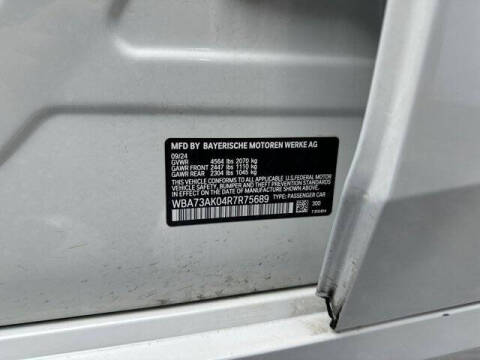 MFD BY BAYERISCHE MOTOREN WERKE AG
09/24
GVWR 4564 lbs 2070 kg
GAWR FRONT 2447 lbs 1110 kg
GAWR REAR 2304 lbs 1045 kg
THIS VEHICLE CONFORMS TO ALL APPLICABLE U.S. FEDERAL MOTOR
VEHICLE SAFETY, BUMPER, AND THEFT PREVENTION STANDARDS
IN EFFECT ON THE DATE OF MANUFACTURE SHOWN ABOVE.
WBA73AK04R7R75689 TYPE: PASSENGER CAR
300